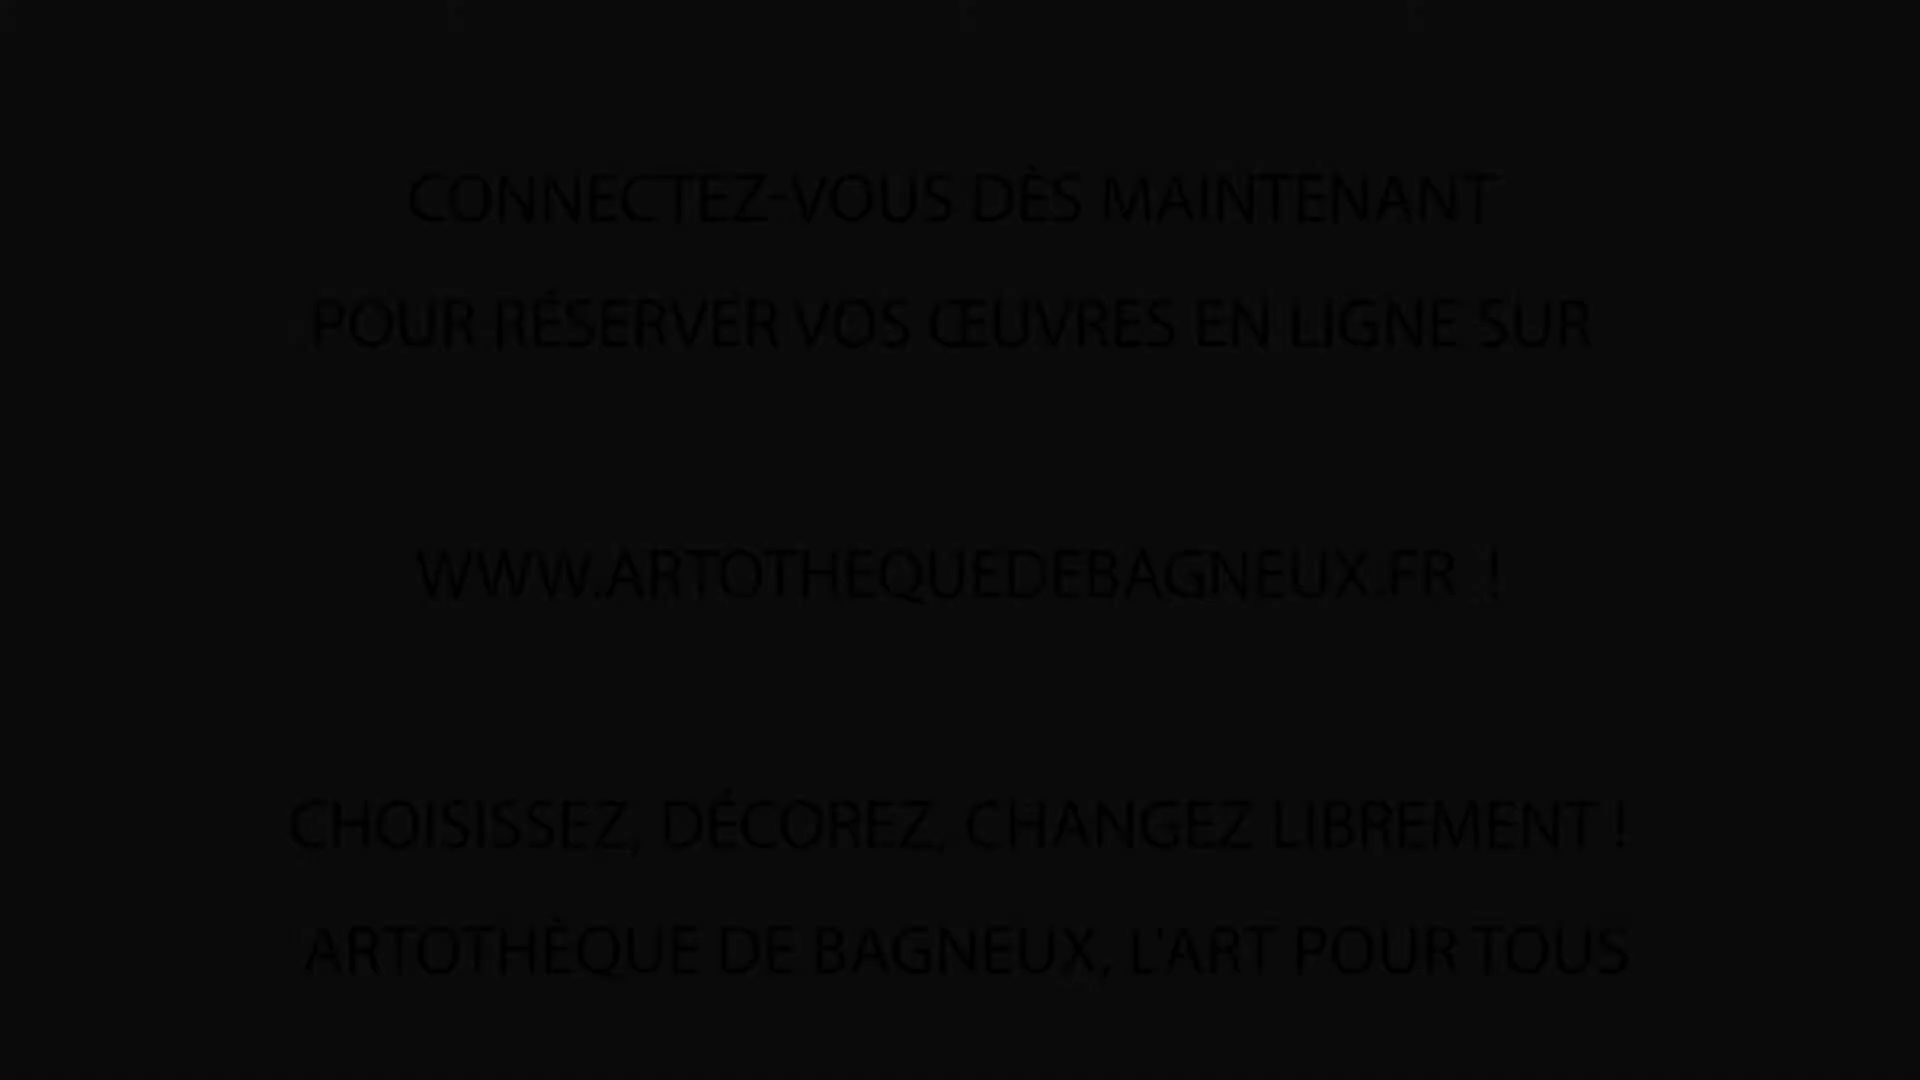 CONNECTEZ-VOUS DÈS MAINTENANT
POUR RÉSERVER VOS ŒUVRES EN LIGNE SUR
WWW.ARTOTHEQUEDEBAGNEUX.FR !
CHOISISSEZ, DÉCOREZ, CHANGEZ LIBREMENT !
ARTOTHÈQUE DE BAGNEUX, L'ART POUR TOUS